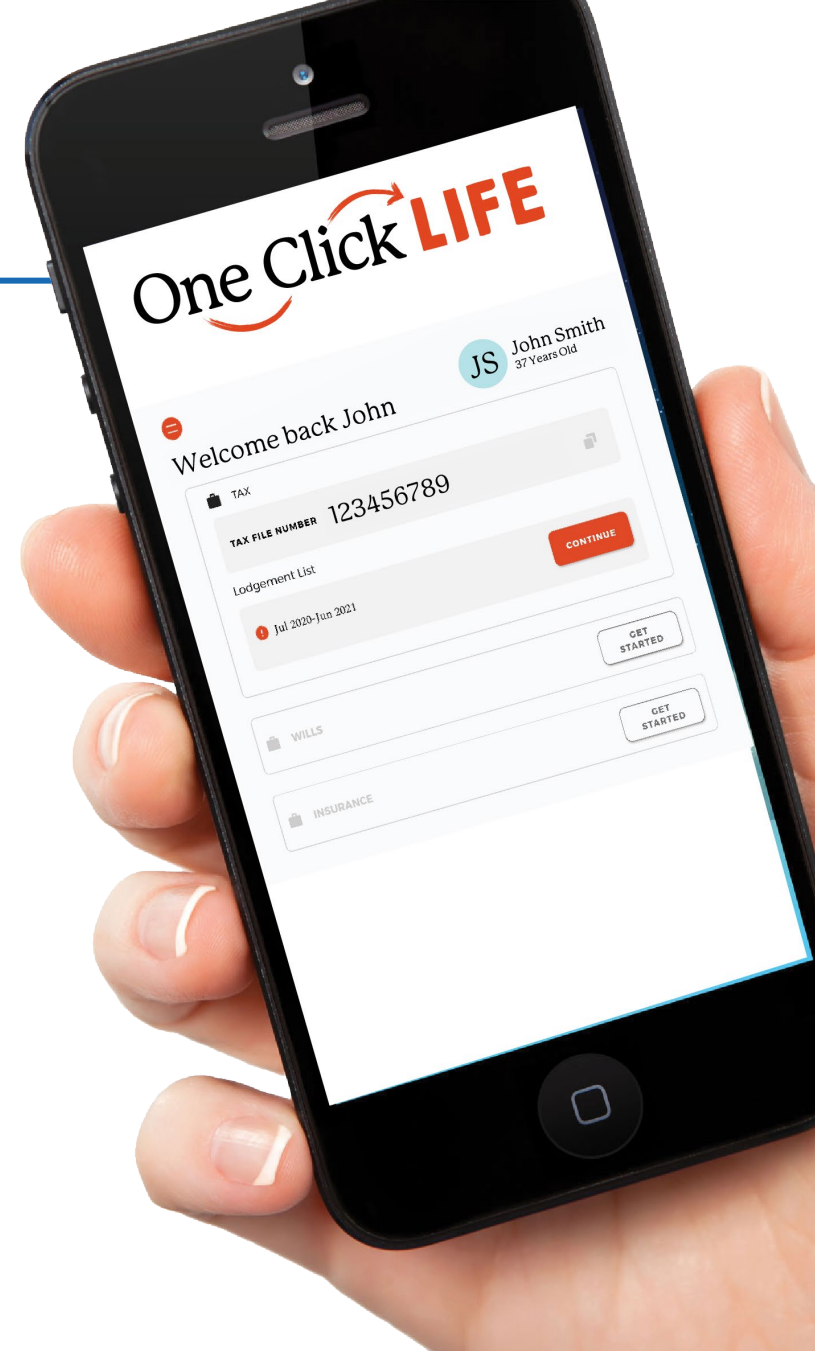 One Click LIFE
JS
John Smith
37 Years Old
Welcome back John
TAX
TAX FILE NUMBER 123456789
Lodgement List
! Jul 2020-Jun 2021
CONTINUE
WILLS
GET
STARTED
INSURANCE
GET
STARTED